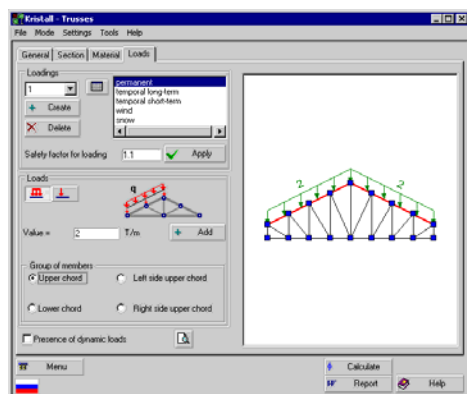 Kristall - Trusses
File Mode Settings Tools Help
General Section Material Loads
Loadings
1
Create
Delete
permanent
temporal long-term
temporal short-term
wind
snow
Safety factor for loading 1.1 Apply
Loads
q
Value = 2 T/m Add
Group of members
Upper chord Left side upper chord
Lower chord Right side upper chord
Presence of dynamic loads
2 2
Menu Calculate
Report Help